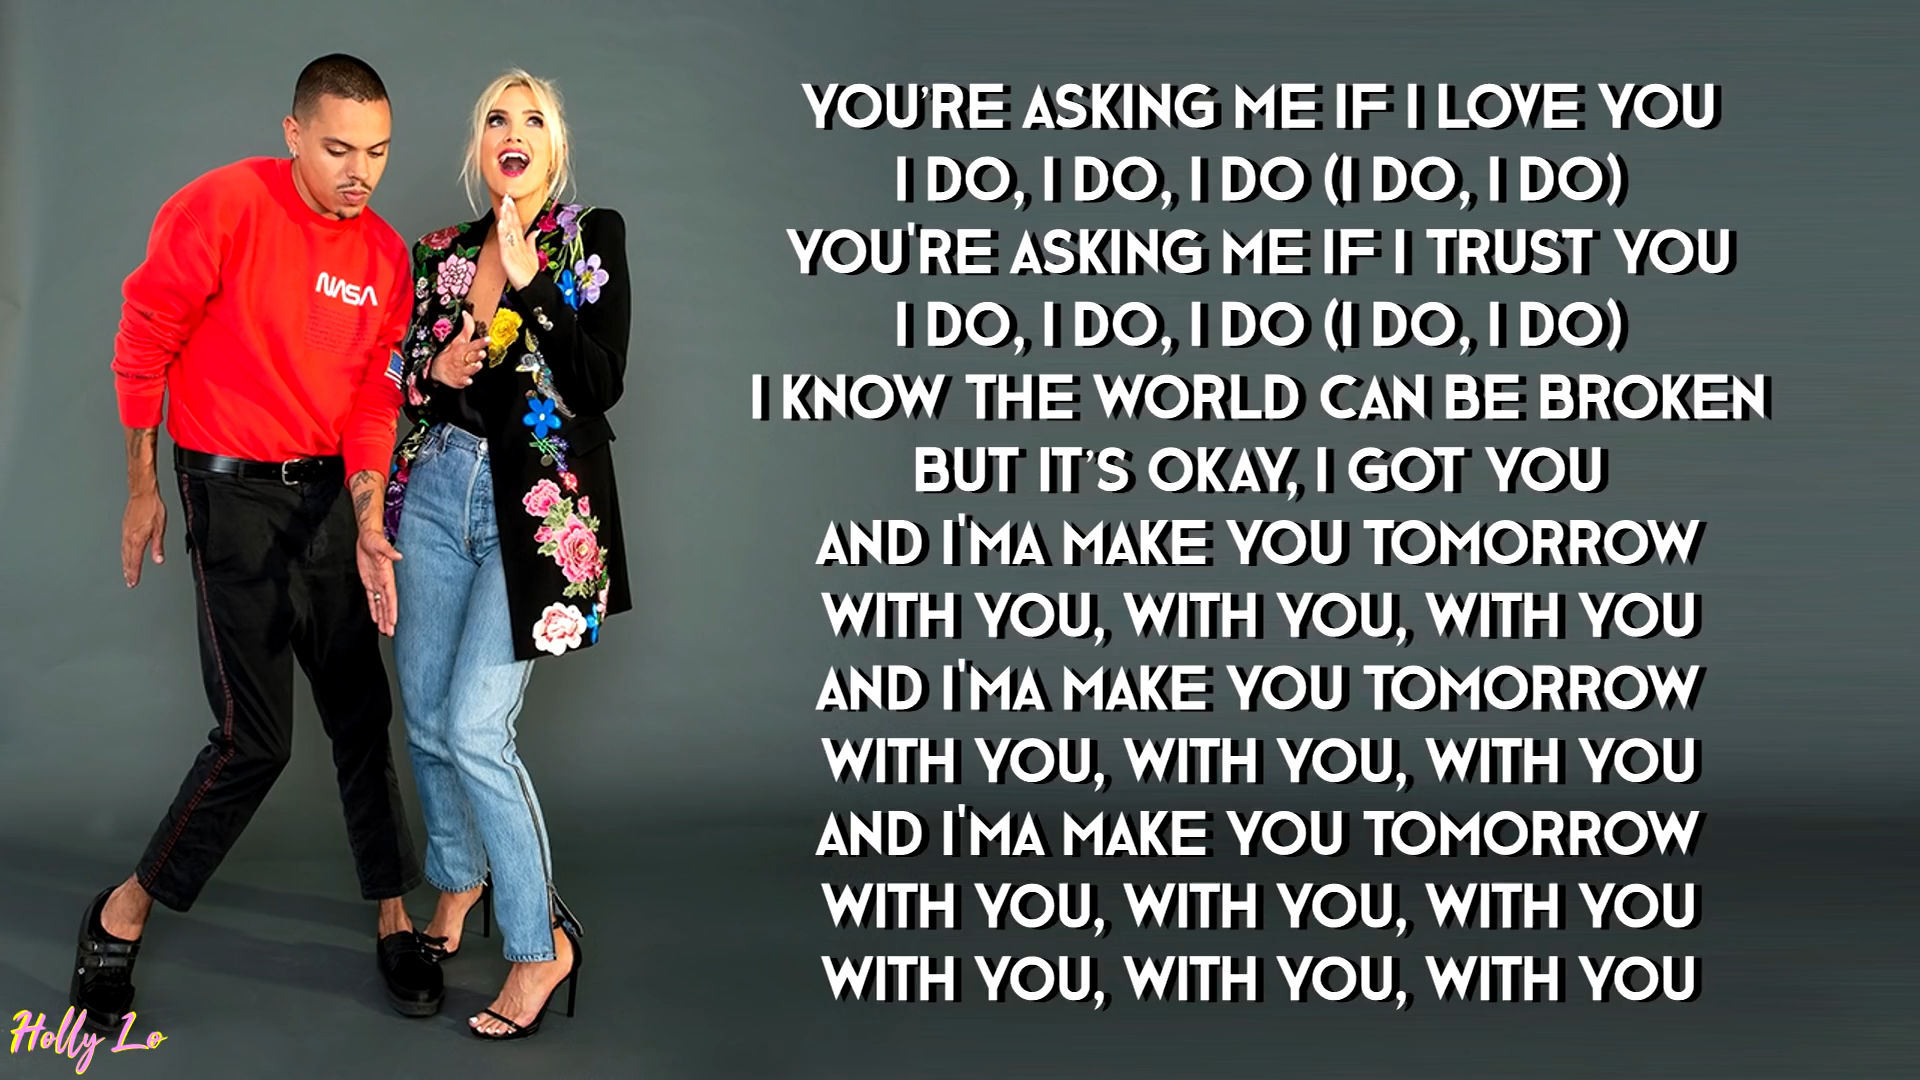 YOU'RE ASKING ME IF I LOVE YOU
I DO, I DO, I DO (I DO, I DO)
YOU'RE ASKING ME IF I TRUST YOU
I DO, I DO, I DO (I DO, I DO)
I KNOW THE WORLD CAN BE BROKEN
BUT IT'S OKAY, I GOT YOU
AND I'MA MAKE YOU TOMORROW
WITH YOU, WITH YOU, WITH YOU
AND I'MA MAKE YOU TOMORROW
WITH YOU, WITH YOU, WITH YOU
AND I'MA MAKE YOU TOMORROW
WITH YOU, WITH YOU, WITH YOU
WITH YOU, WITH YOU, WITH YOU
NASA
Holly Lo